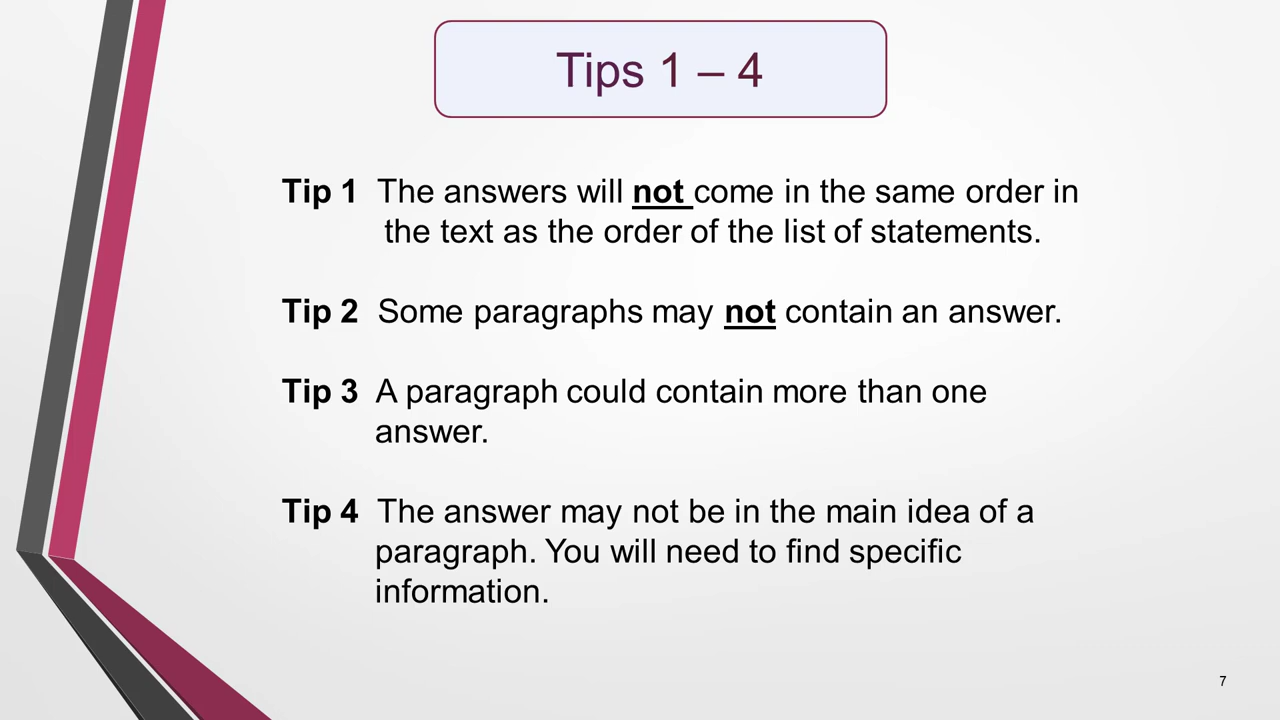 Tips 1 – 4
Tip 1 The answers will not come in the same order in
the text as the order of the list of statements.
Tip 2 Some paragraphs may not contain an answer.
Tip 3 A paragraph could contain more than one
answer.
Tip 4 The answer may not be in the main idea of a
paragraph. You will need to find specific
information.
7